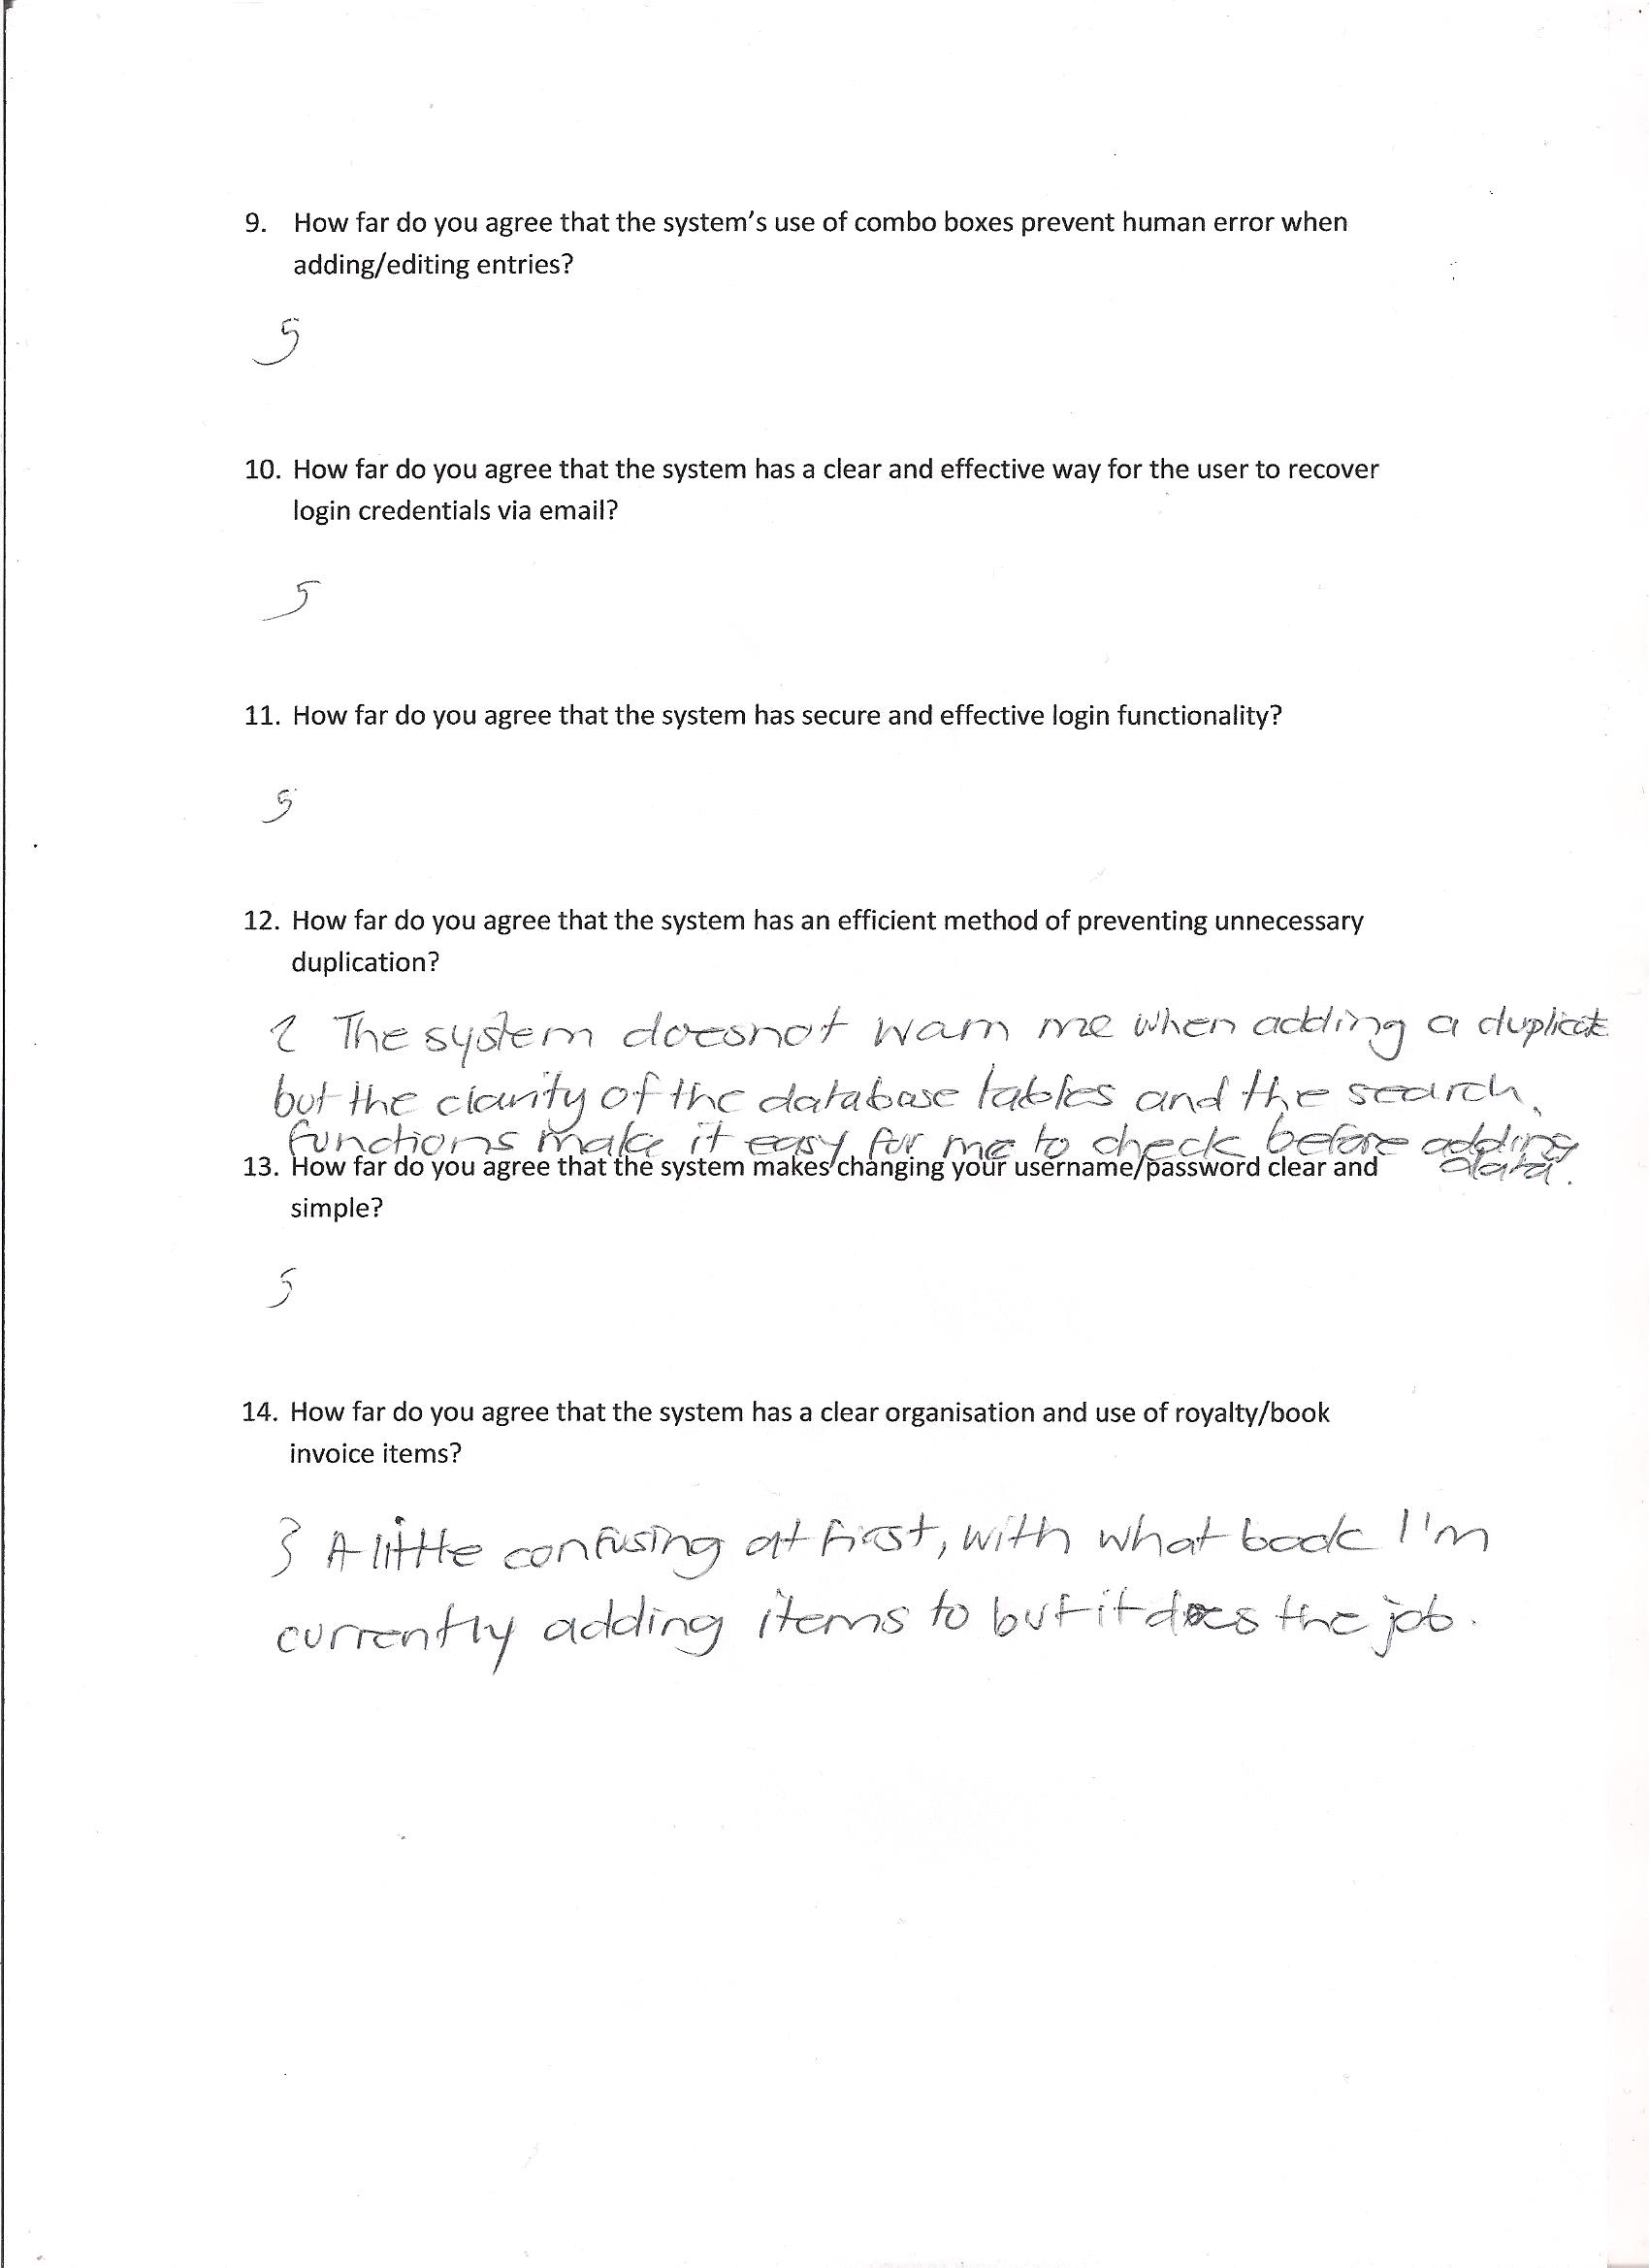 9. How far do you agree that the system's use of combo boxes prevent human error when
adding/editing entries?
5
10. How far do you agree that the system has a clear and effective way for the user to recover
login credentials via email?
5
11. How far do you agree that the system has secure and effective login functionality?
5
12. How far do you agree that the system has an efficient method of preventing unnecessary
duplication?
2 The system does not warn me when adding a duplicate
but the clarity of the database tables and the search
functions make it easy for me to check before adding
data.
13. How far do you agree that the system makes changing your username/password clear and
simple?
5
14. How far do you agree that the system has a clear organisation and use of royalty/book
invoice items?
3 A little confusing at first, with what book I'm
currently adding items to but it does the job.